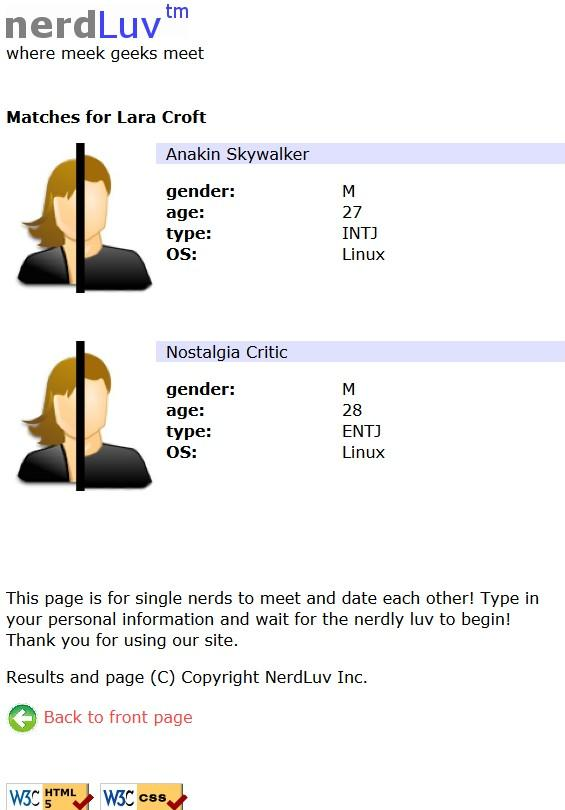 nerdLuv™
where meek geeks meet
Matches for Lara Croft
Anakin Skywalker
gender: M
age: 27
type: INTJ
OS: Linux
Nostalgia Critic
gender: M
age: 28
type: ENTJ
OS: Linux
This page is for single nerds to meet and date each other! Type in
your personal information and wait for the nerdly luv to begin!
Thank you for using our site.
Results and page (C) Copyright NerdLuv Inc.
Back to front page
W3C HTML 5 W3C css